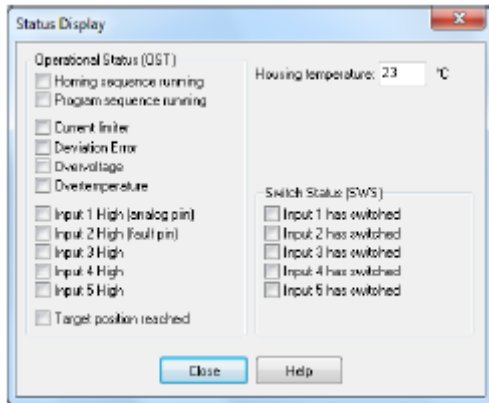 Status Display
Operational Status (OST)
Homing sequence running
Program sequence running
Current limiter
Deviation Error
Overvoltage
Overtemperature
Input 1 High (analog pin)
Input 2 High (fault pin)
Input 3 High
Input 4 High
Input 5 High
Target position reached
Housing temperature: 23 °C
Switch Status (SWS)
Input 1 has switched
Input 2 has switched
Input 3 has switched
Input 4 has switched
Input 5 has switched
Close
Help